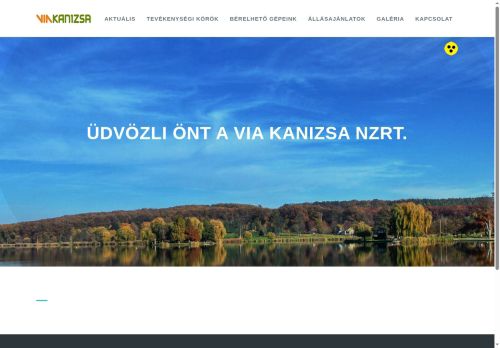 VIAKANIZSA
AKTUÁLIS TEVÉKENYSÉGI KÖRÖK BÉRELHETŐ GÉPEINK ÁLLÁSAJÁNLATOK GALÉRIA KAPCSOLAT
ÜDVÖZLI ÖNT A VIA KANIZSA NZRT.